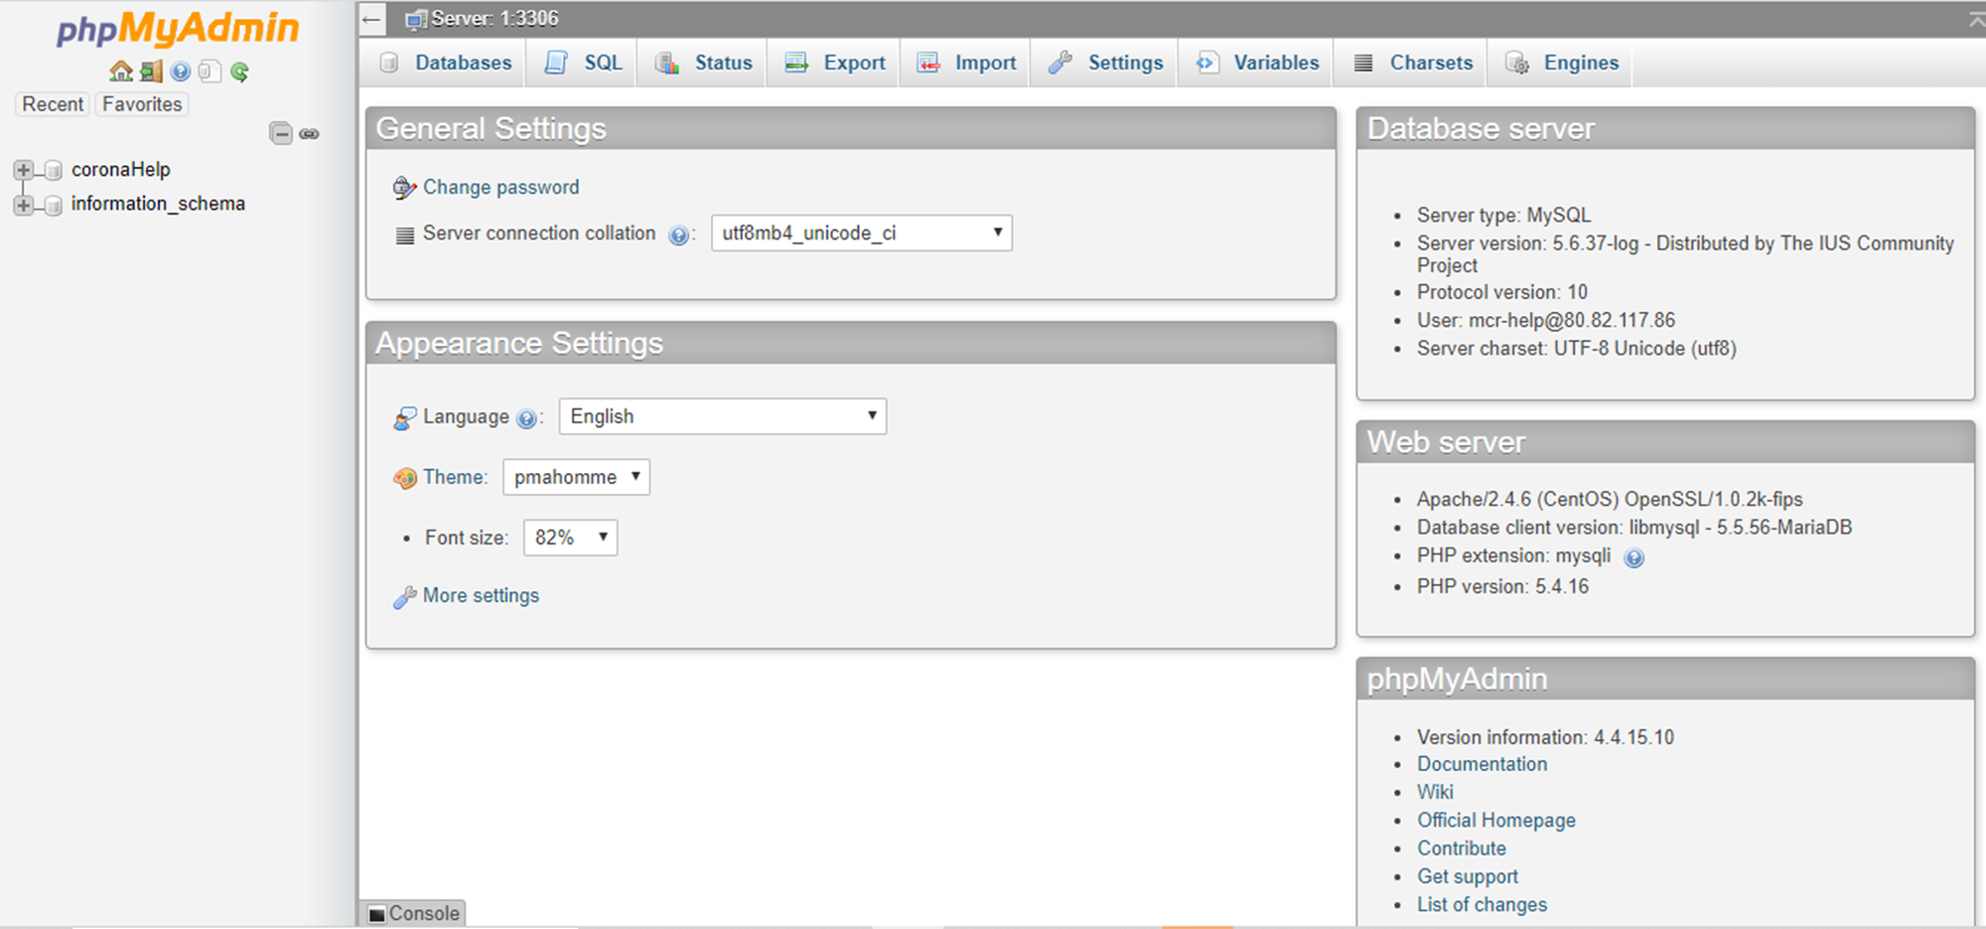 phpMyAdmin
Recent Favorites
coronaHelp
information_schema
Server: 1:3306
Databases SQL Status Export Import Settings Variables Charsets Engines
General Settings
Change password
Server connection collation : utf8mb4_unicode_ci
Appearance Settings
Language : English
Theme: pmahomme
Font size: 82%
More settings
Database server
Server type: MySQL
Server version: 5.6.37-log - Distributed by The IUS Community
Project
Protocol version: 10
User: mcr-help@80.82.117.86
Server charset: UTF-8 Unicode (utf8)
Web server
Apache/2.4.6 (CentOS) OpenSSL/1.0.2k-fips
Database client version: libmysql - 5.5.56-MariaDB
PHP extension: mysqli
PHP version: 5.4.16
phpMyAdmin
Version information: 4.4.15.10
Documentation
Wiki
Official Homepage
Contribute
Get support
List of changes
Console